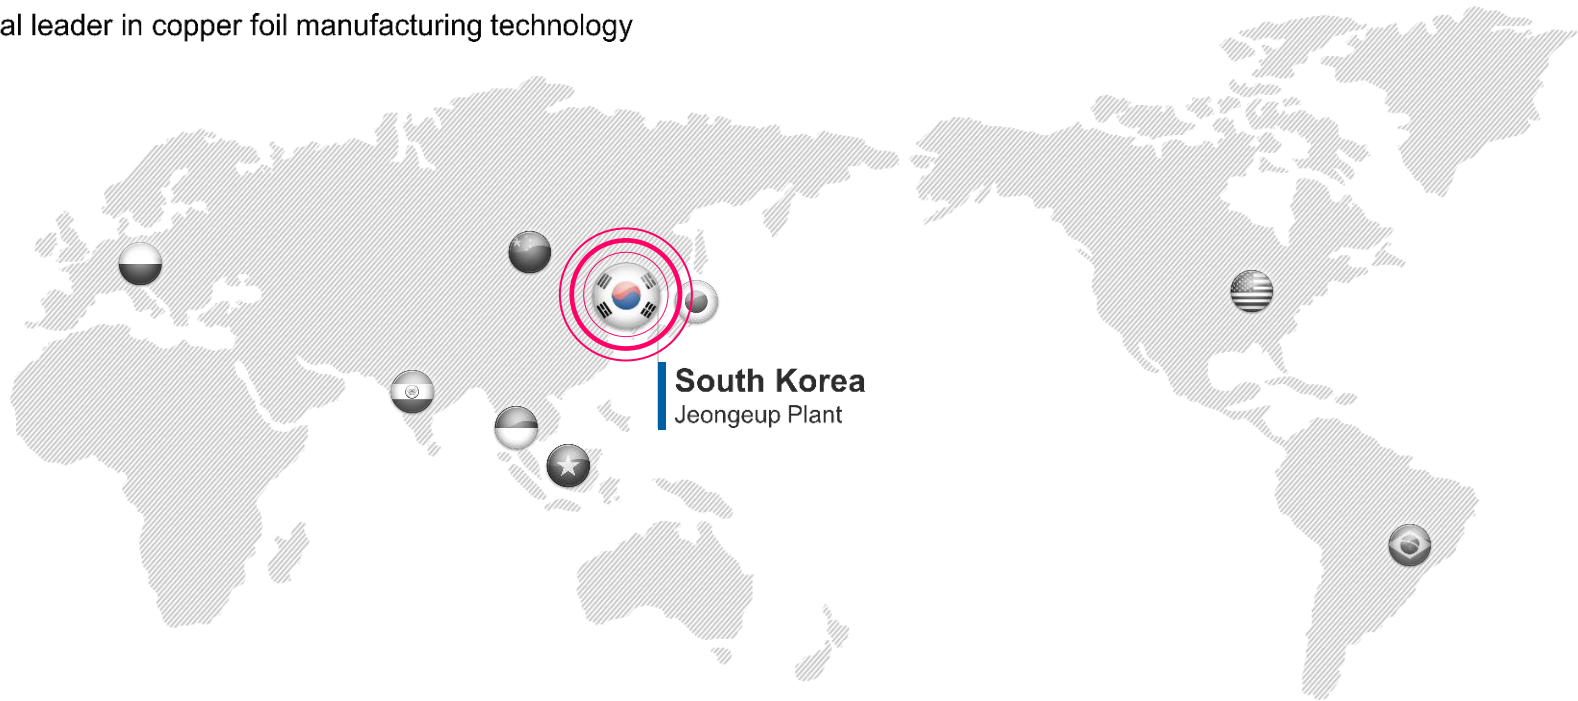 al leader in copper foil manufacturing technology
South Korea
Jeongeup Plant